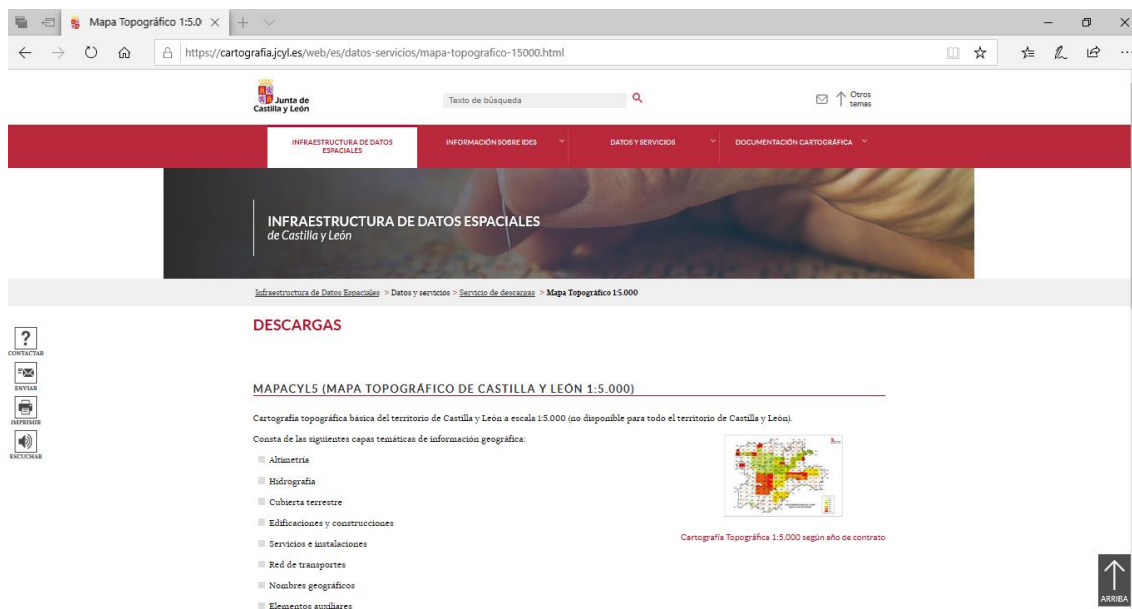 Mapa Topográfico 1:5.0
https://cartografia.jcyl.es/web/es/datos-servicios/mapa-topografico-15000.html
Junta de
Castilla y León
Texto de búsqueda
Otros
temas
INFRAESTRUCTURA DE DATOS
ESPACIALES
INFORMACIÓN SOBRE IDES
DATOS Y SERVICIOS
DOCUMENTACIÓN CARTOGRÁFICA
INFRAESTRUCTURA DE DATOS ESPACIALES
de Castilla y León
Infraestructura de Datos Espaciales > Datos y servicios > Servicio de descargas > Mapa Topográfico 1:5.000
DESCARGAS
CONTACTAR
ENVIAR
IMPRIMIR
ESCUCHAR
MAPACYL5 (MAPA TOPOGRÁFICO DE CASTILLA Y LEÓN 1:5.000)
Cartografía topográfica básica del territorio de Castilla y León a escala 1:5.000 (no disponible para todo el territorio de Castilla y León).
Consta de las siguientes capas temáticas de información geográfica:
Altimetría
Hidrografía
Cubierta terrestre
Edificaciones y construcciones
Servicios e instalaciones
Red de transportes
Nombres geográficos
Elementos auxiliares
Cartografía Topográfica 1:5.000 según año de contrato
ARRIBA